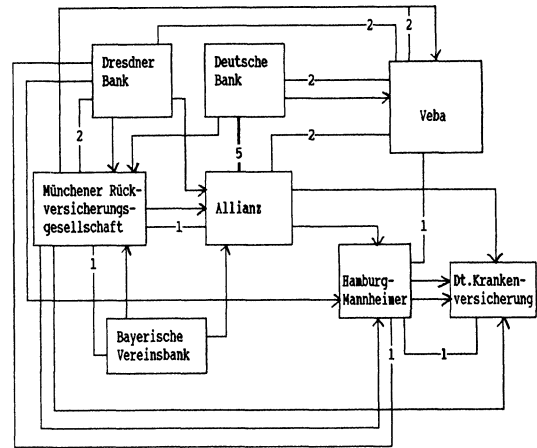 2
2
Dresdner
Bank
Deutsche
Bank
2
Veba
2
2
5
Münchener Rück-
versicherungs-
gesellschaft
Allianz
1
1
1
Hamburg-
Mannheimer
Dt.Kranken-
versicherung
Bayerische
Vereinsbank
1
1